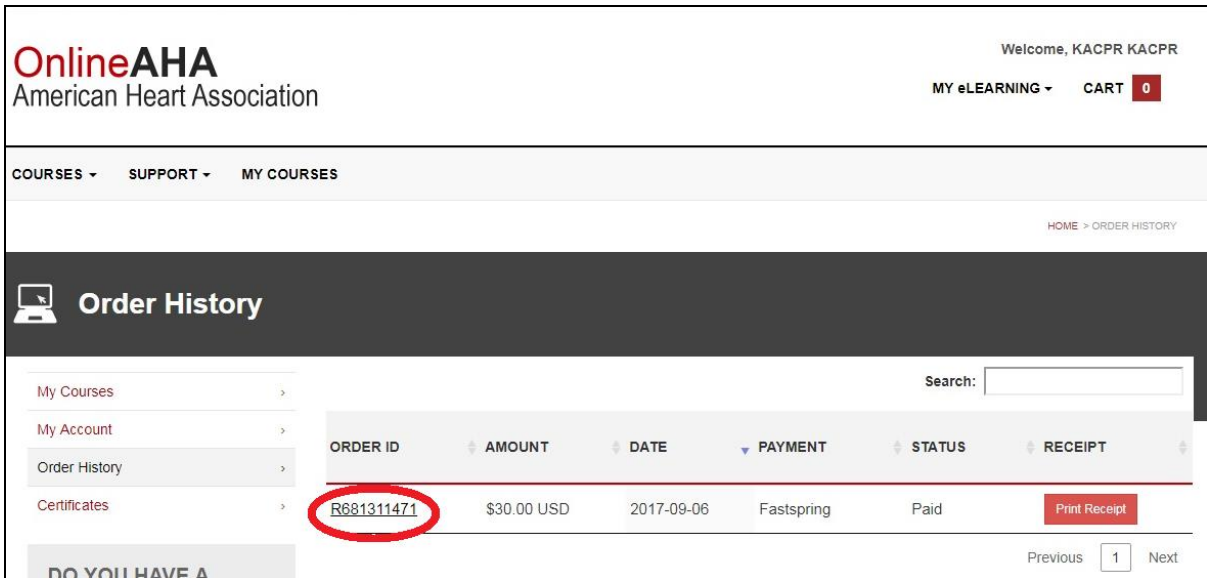 OnlineAHA
American Heart Association
Welcome, KACPR KACPR
MY eLEARNING
CART 0
COURSES SUPPORT MY COURSES
HOME > ORDER HISTORY
Order History
My Courses
My Account
Order History
Certificates
DO YOU HAVE A
Search:
ORDER ID AMOUNT DATE PAYMENT STATUS RECEIPT
R681311471 $30.00 USD 2017-09-06 Fastspring Paid Print Receipt
Previous 1 Next